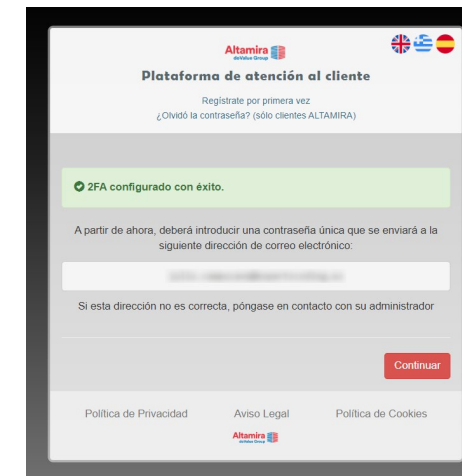 Altamira
doValue Group
Plataforma de atención al cliente
Regístrate por primera vez
¿Olvidó la contraseña? (sólo clientes ALTAMIRA)
2FA configurado con éxito.
A partir de ahora, deberá introducir una contraseña única que se enviará a la
siguiente dirección de correo electrónico:
Si esta dirección no es correcta, póngase en contacto con su administrador
Continuar
Política de Privacidad Aviso Legal Política de Cookies
Altamira
doValue Group